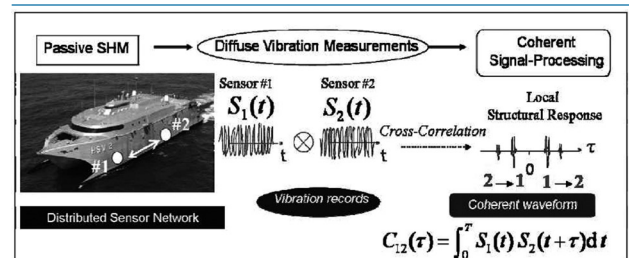 Passive SHM
Diffuse Vibration Measurements
Coherent
Signal-Processing
Sensor #1
S₁(t)
Sensor #2
S₂(t)
#2
#1
HSV 2
t
⊗
t
Cross-Correlation
Local
Structural Response
τ
0
2→1 1→2
Distributed Sensor Network
Vibration records
Coherent waveform
C₁₂(τ) = ∫₀ᵀ S₁(t) S₂(t+τ)dt